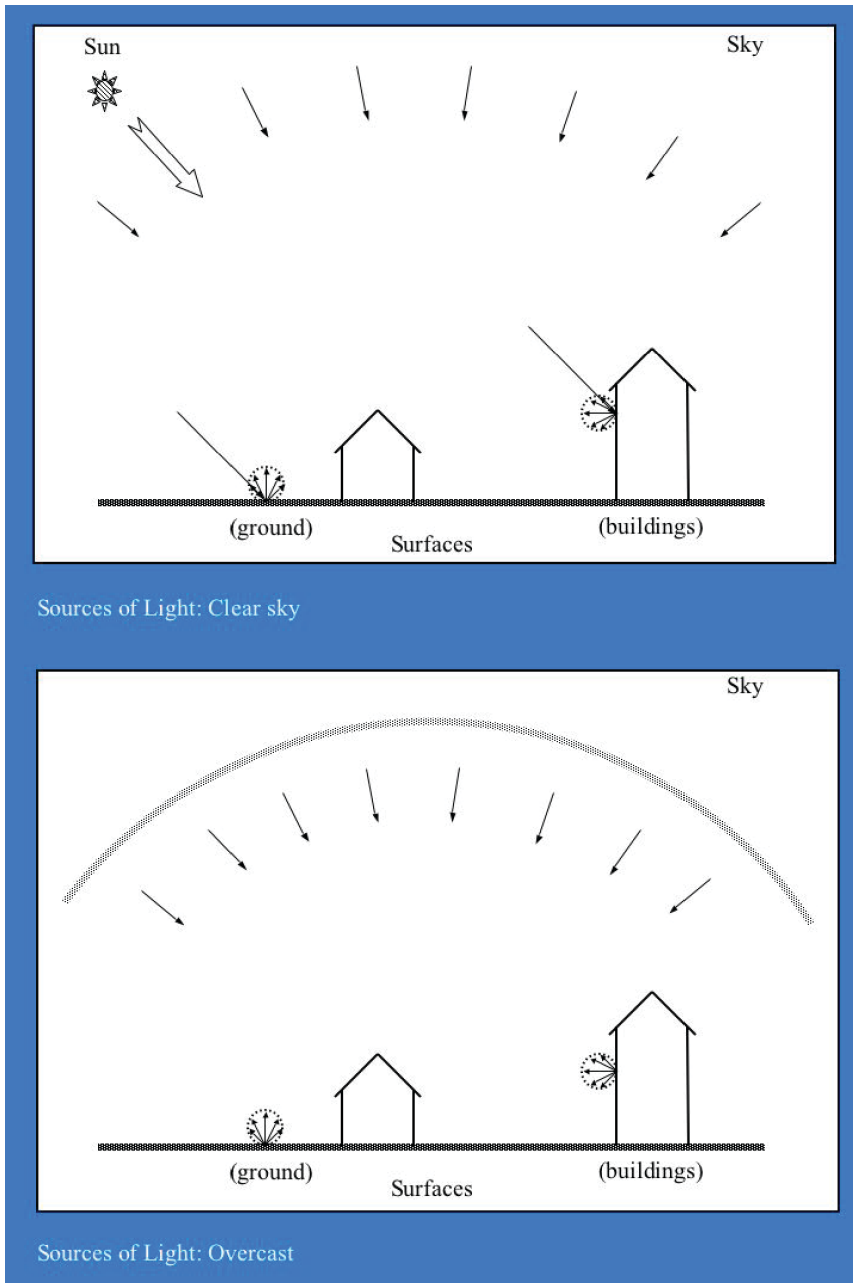 Sun
Sky
(ground)
(buildings)
Surfaces
Sources of Light: Clear sky
Sky
(ground)
(buildings)
Surfaces
Sources of Light: Overcast